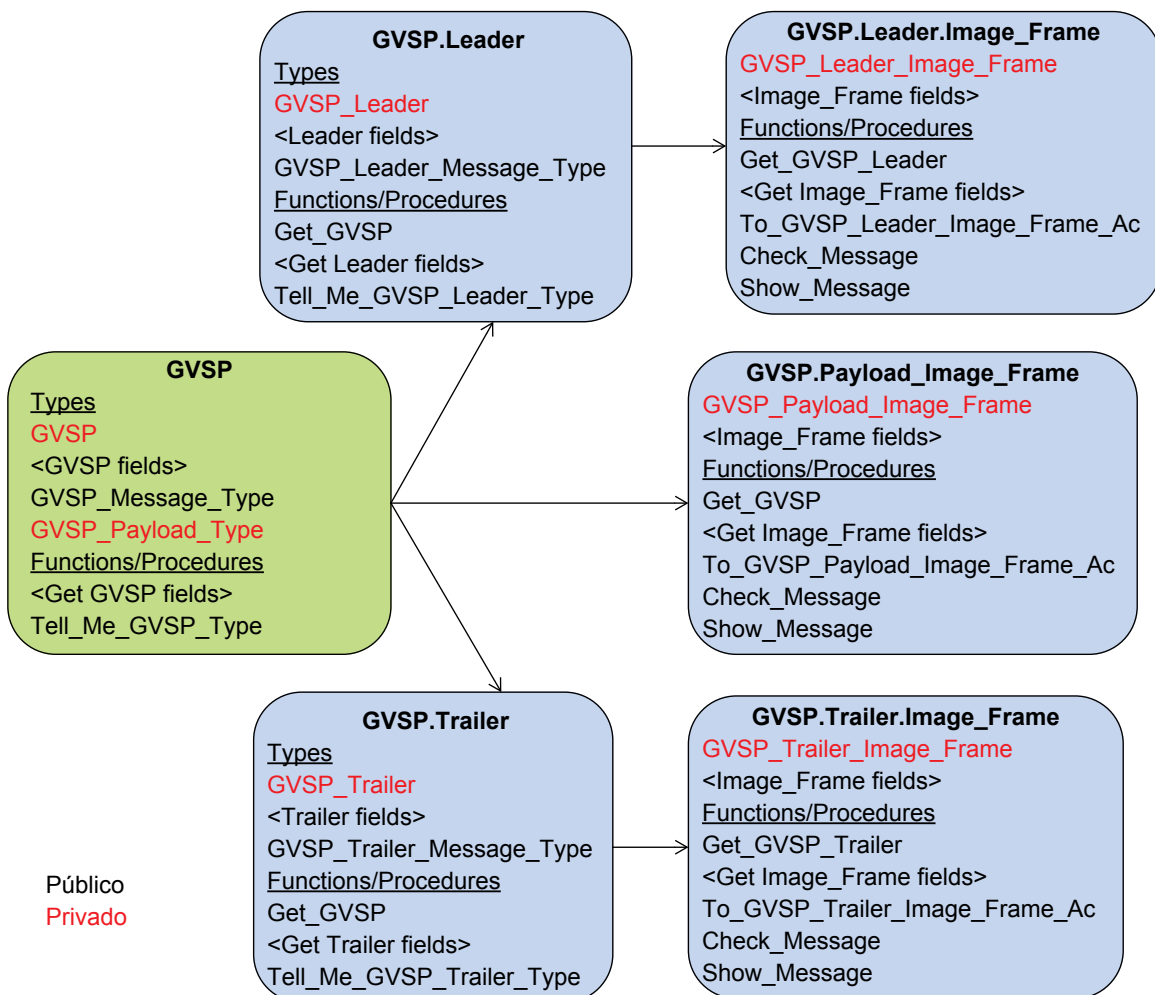 GVSP.Leader
Types
GVSP_Leader
<Leader fields>
GVSP_Leader_Message_Type
Functions/Procedures
Get_GVSP
<Get Leader fields>
Tell_Me_GVSP_Leader_Type
GVSP.Leader.Image_Frame
GVSP_Leader_Image_Frame
<Image_Frame fields>
Functions/Procedures
Get_GVSP_Leader
<Get Image_Frame fields>
To_GVSP_Leader_Image_Frame_Ac
Check_Message
Show_Message
GVSP
Types
GVSP
<GVSP fields>
GVSP_Message_Type
GVSP_Payload_Type
Functions/Procedures
<Get GVSP fields>
Tell_Me_GVSP_Type
GVSP.Payload_Image_Frame
GVSP_Payload_Image_Frame
<Image_Frame fields>
Functions/Procedures
Get_GVSP
<Get Image_Frame fields>
To_GVSP_Payload_Image_Frame_Ac
Check_Message
Show_Message
GVSP.Trailer
Types
GVSP_Trailer
<Trailer fields>
GVSP_Trailer_Message_Type
Functions/Procedures
Get_GVSP
<Get Trailer fields>
Tell_Me_GVSP_Trailer_Type
GVSP.Trailer.Image_Frame
GVSP_Trailer_Image_Frame
<Image_Frame fields>
Functions/Procedures
Get_GVSP_Trailer
<Get Image_Frame fields>
To_GVSP_Trailer_Image_Frame_Ac
Check_Message
Show_Message
Público
Privado